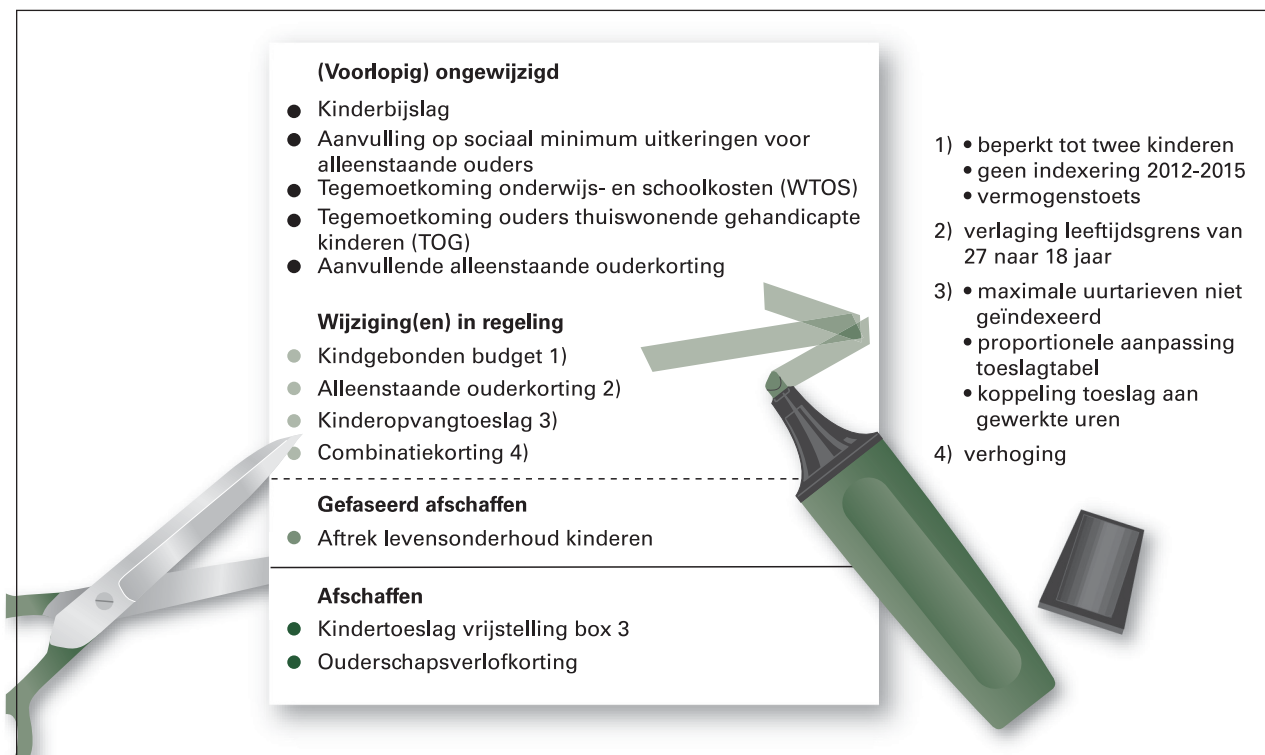 (Voorlopig) ongewijzigd
● Kinderbijslag
● Aanvulling op sociaal minimum uitkeringen voor
alleenstaande ouders
● Tegemoetkoming onderwijs- en schoolkosten (WTOS)
● Tegemoetkoming ouders thuiswonende gehandicapte
kinderen (TOG)
● Aanvullende alleenstaande ouderkorting
Wijziging(en) in regeling
● Kindgebonden budget 1)
● Alleenstaande ouderkorting 2)
● Kinderopvangtoeslag 3)
● Combinatiekorting 4)
Gefaseerd afschaffen
● Aftrek levensonderhoud kinderen
Afschaffen
● Kindertoeslag vrijstelling box 3
● Ouderschapsverlofkorting
1) • beperkt tot twee kinderen
• geen indexering 2012-2015
• vermogenstoets
2) verlaging leeftijdsgrens van
27 naar 18 jaar
3) • maximale uurtarieven niet
geïndexeerd
• proportionele aanpassing
toeslagtabel
• koppeling toeslag aan
gewerkte uren
4) verhoging